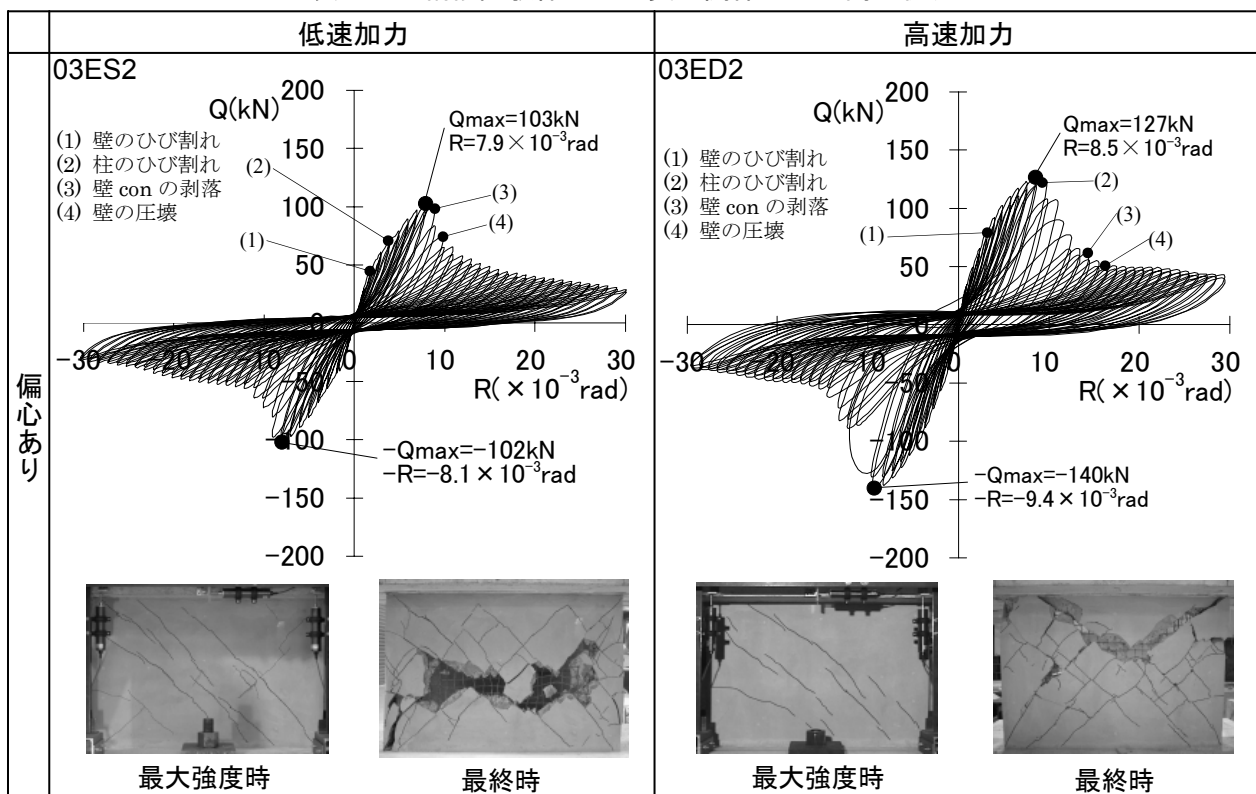 低速加力
高速加力
偏心あり
03ES2
Q(kN)
(1) 壁のひび割れ
(2) 柱のひび割れ
(3) 壁 con の剥落
(4) 壁の圧壊
Qmax=103kN
R=7.9×10⁻³rad
(1)
(2)
(3)
(4)
200
150
100
50
0
-50
-100
-150
-200
-30
-20
-10
0
10
20
30
R(×10⁻³rad)
-Qmax=-102kN
-R=-8.1×10⁻³rad
最大強度時
最終時
03ED2
Q(kN)
(1) 壁のひび割れ
(2) 柱のひび割れ
(3) 壁 con の剥落
(4) 壁の圧壊
Qmax=127kN
R=8.5×10⁻³rad
(1)
(2)
(3)
(4)
200
150
100
50
0
-50
-100
-150
-200
-30
-20
-10
0
10
20
30
R(×10⁻³rad)
-Qmax=-140kN
-R=-9.4×10⁻³rad
最大強度時
最終時